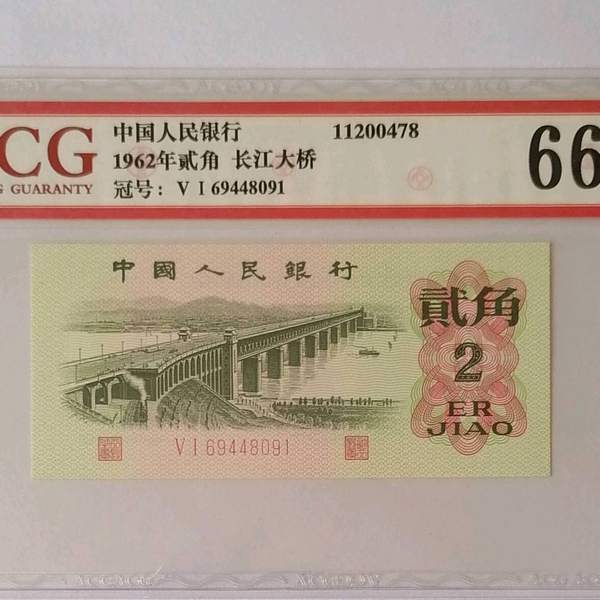 CG
G GUARANTY
中国人民银行 11200478
1962年贰角 长江大桥
冠号: V I 69448091
66
中國人民銀行
貳角
2
ER
JIAO
V I 69448091